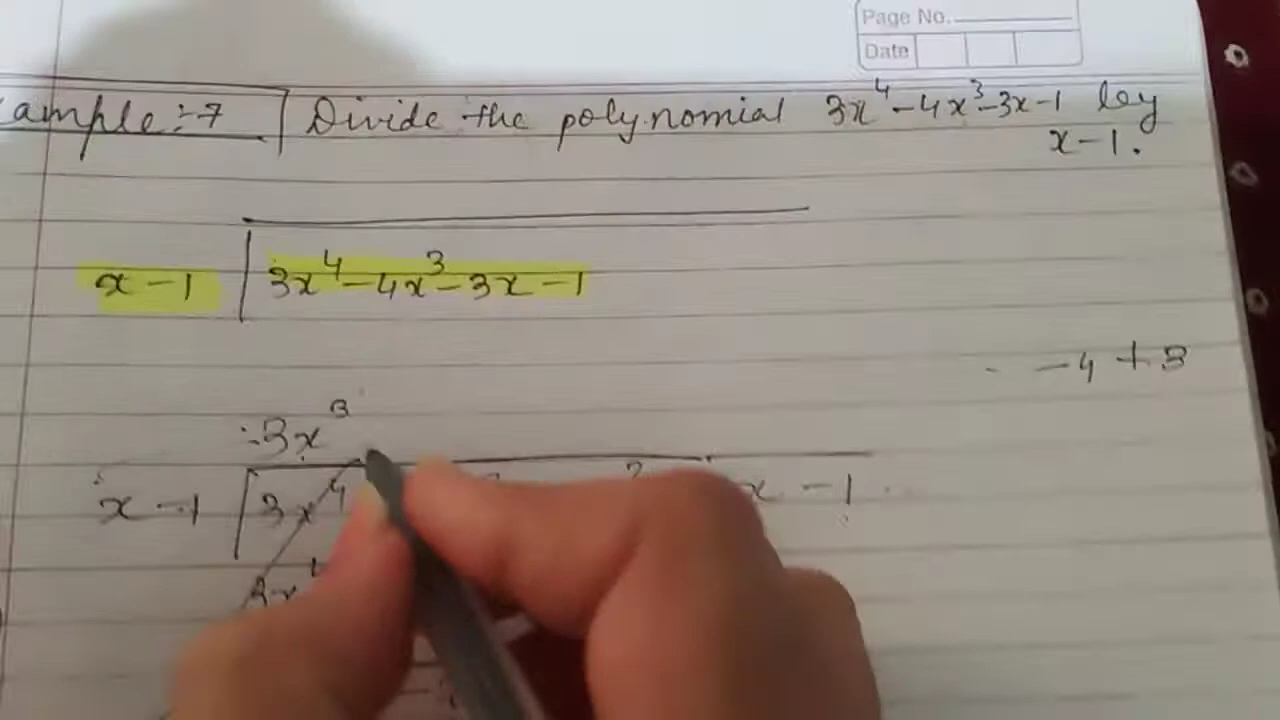 Page No.
Date
ample:-7 Divide the polynomial 3x⁴-4x³-3x-1 by
x-1.
x-1 3x⁴-4x³-3x-1
-4+3
3x³
x-1 3x⁴ x-1
3x⁴